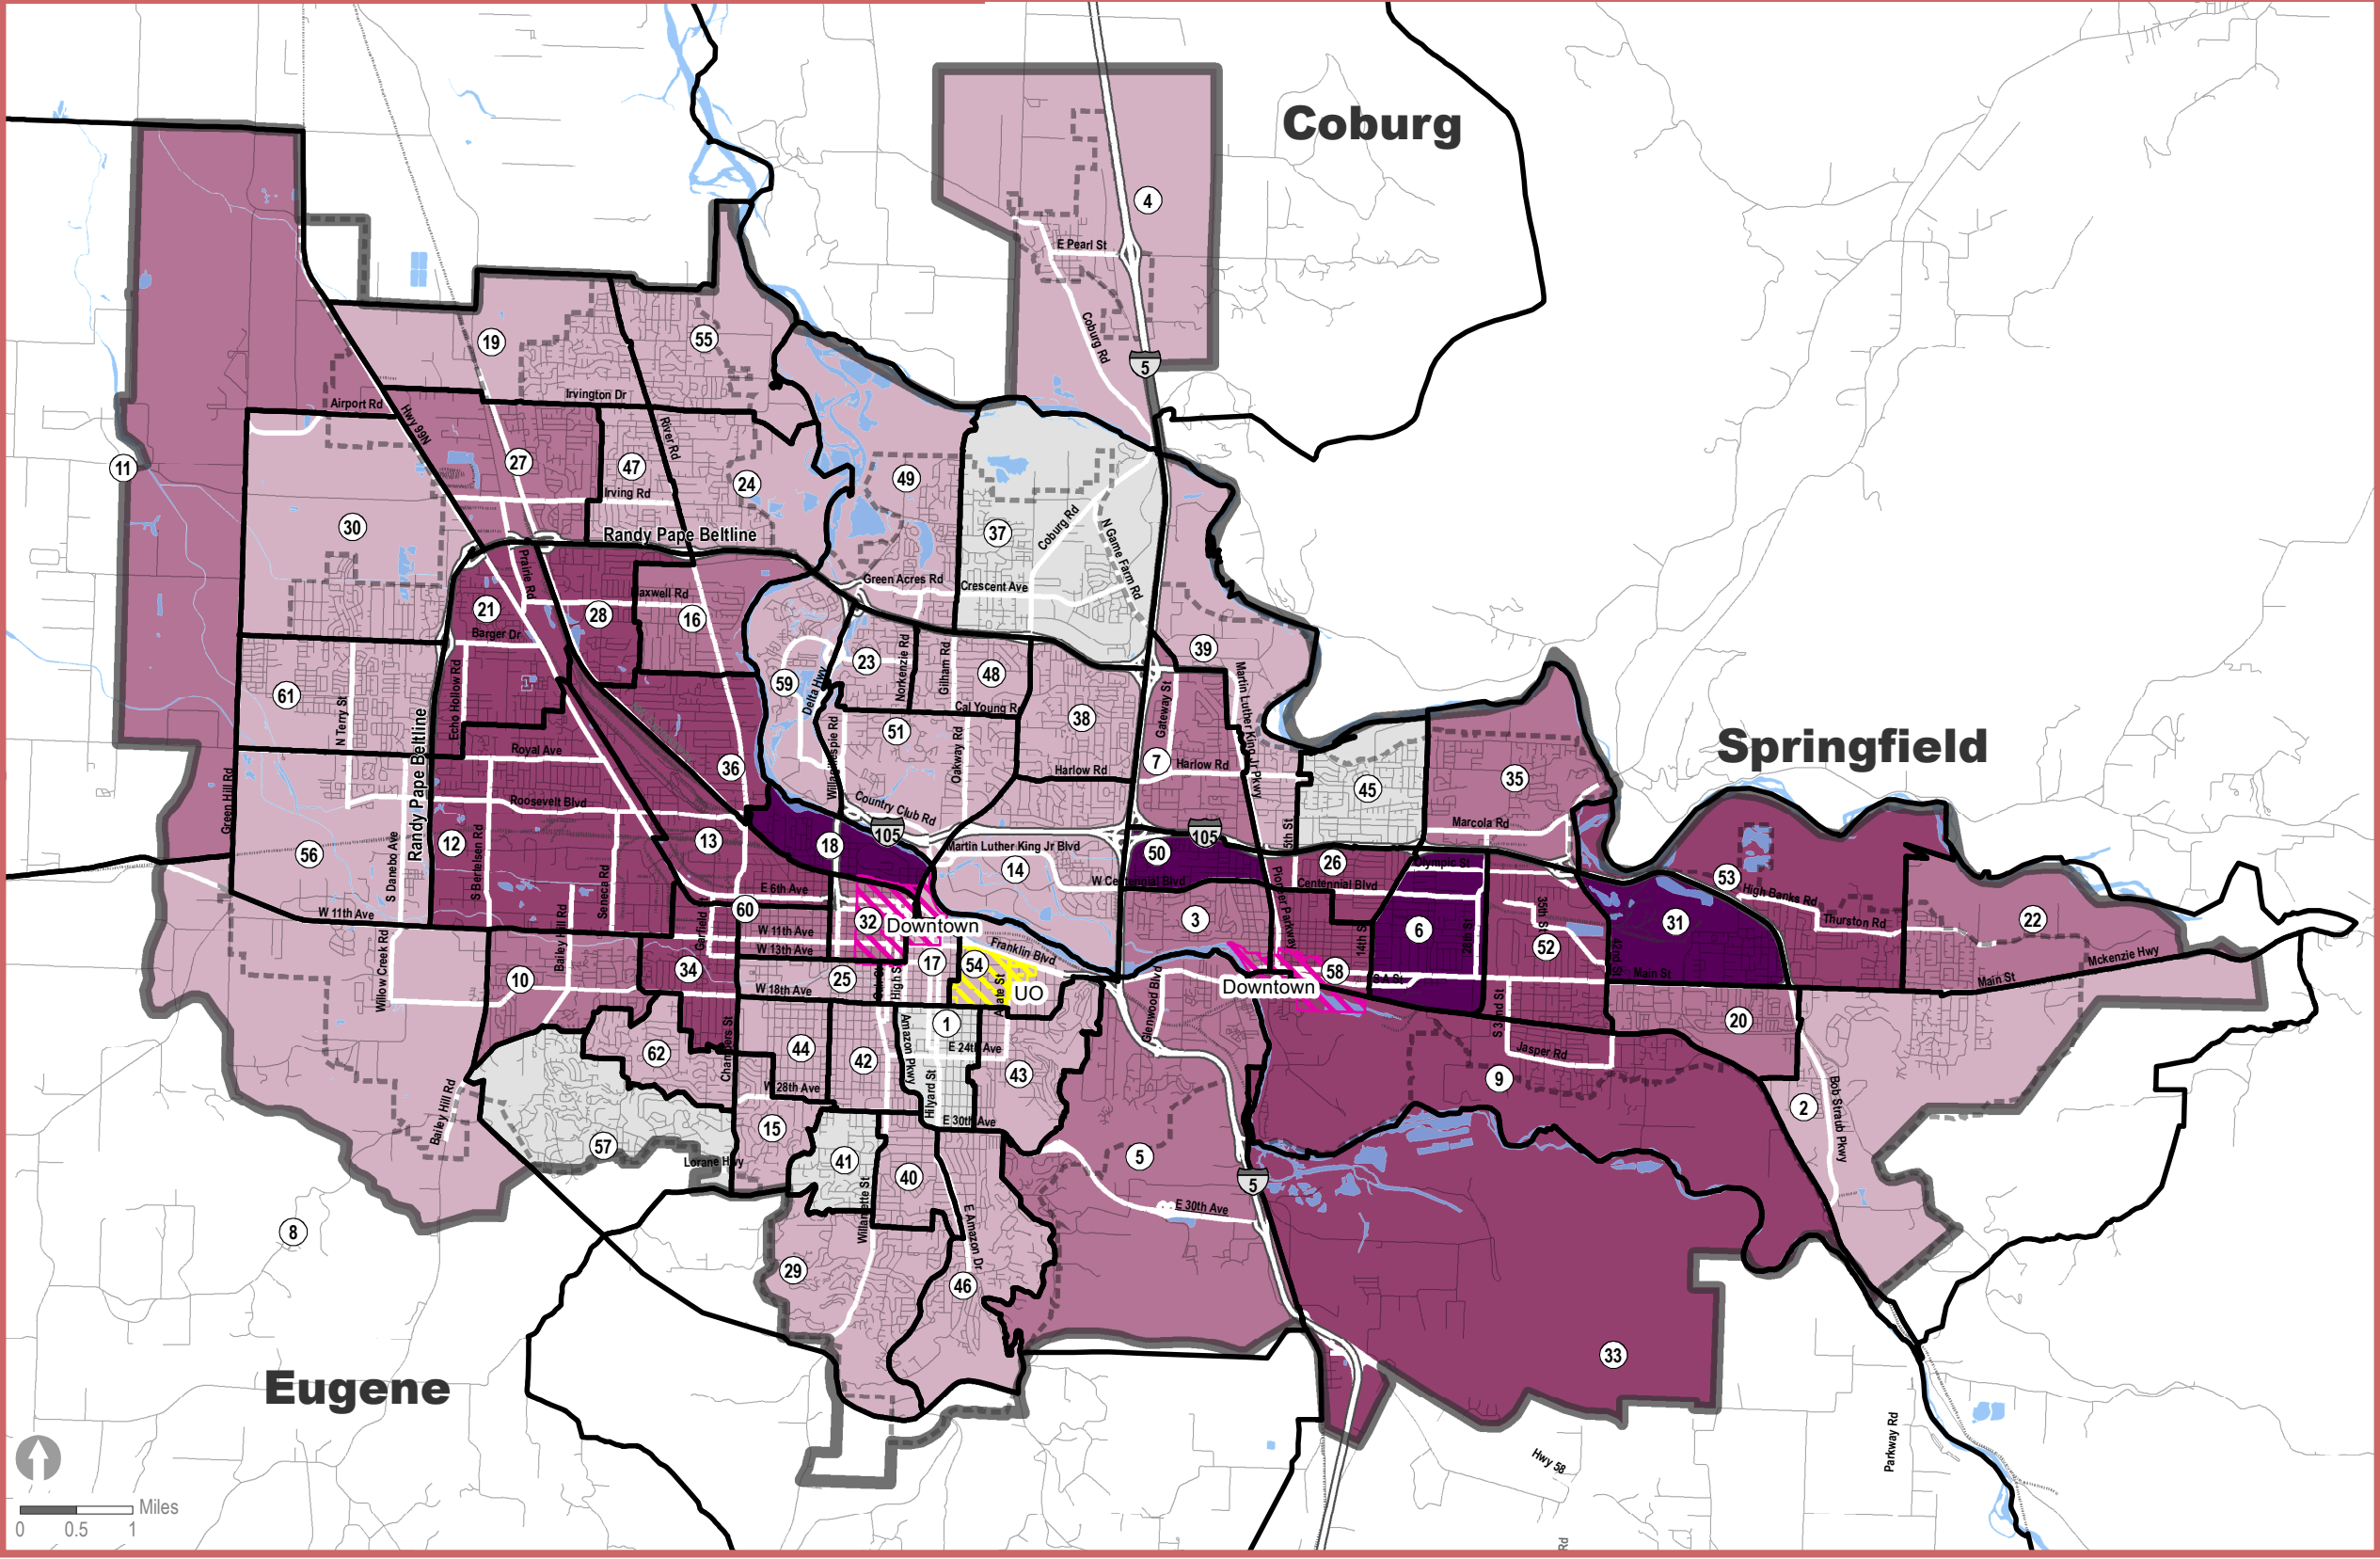 Coburg
4
E Pearl St
Coburg Rd
5
19
55
Irvington Dr
Airport Rd
Hwy 99N
River Rd
11
27
47
24
49
Irving Rd
30
37
Coburg Rd
N Game Farm Rd
Randy Pape Beltline
Prairie Rd
Green Acres Rd
Crescent Ave
21
28
16
Barger Dr
39
23
Norkenzie Rd
Gilham Rd
48
59
Delta Hwy
61
N Terry St
Echo Hollow Rd
Cal Young R
38
Gateway St
Martin Luther King Jr Pkwy
51
Oakway Rd
Springfield
Royal Ave
36
Harlow Rd
7
Harlow Rd
45
35
Green Hill Rd
Randy Pape Beltline
Roosevelt Blvd
Country Club Rd
105
105
Marcola Rd
56
S Danebo Ave
12
S Bertelsen Rd
13
18
Martin Luther King Jr Blvd
50
5th St
26
Olympic St
14
W Centennial Blvd
Centennial Blvd
53
High Banks Rd
Thurston Rd
Seneca Rd
E 6th Ave
60
32
Downtown
3
Pioneer Parkway
6
31
22
W 11th Ave
W 11th Ave
W 13th Ave
Garfield St
Franklin Blvd
14th St
28th St
35th St
52
42nd St
Mckenzie Hwy
Willow Creek Rd
10
Bailey Hill Rd
34
25
High St
17
54
UO
Glenwood Blvd
Downtown
58
S A St
Main St
Main St
W 18th Ave
S 32nd St
20
1
Amazon Pkwy
E 24th Ave
62
Chambers St
44
42
43
Jasper Rd
9
2
Bob Straub Pkwy
W 28th Ave
Hilyard St
Bailey Hill Rd
57
15
E 30th Ave
Lorane Hwy
41
Willamette St
40
5
5
E 30th Ave
8
E Amazon Dr
29
46
33
Eugene
Hwy 58
Parkway Rd
Miles
0 0.5 1
Rd